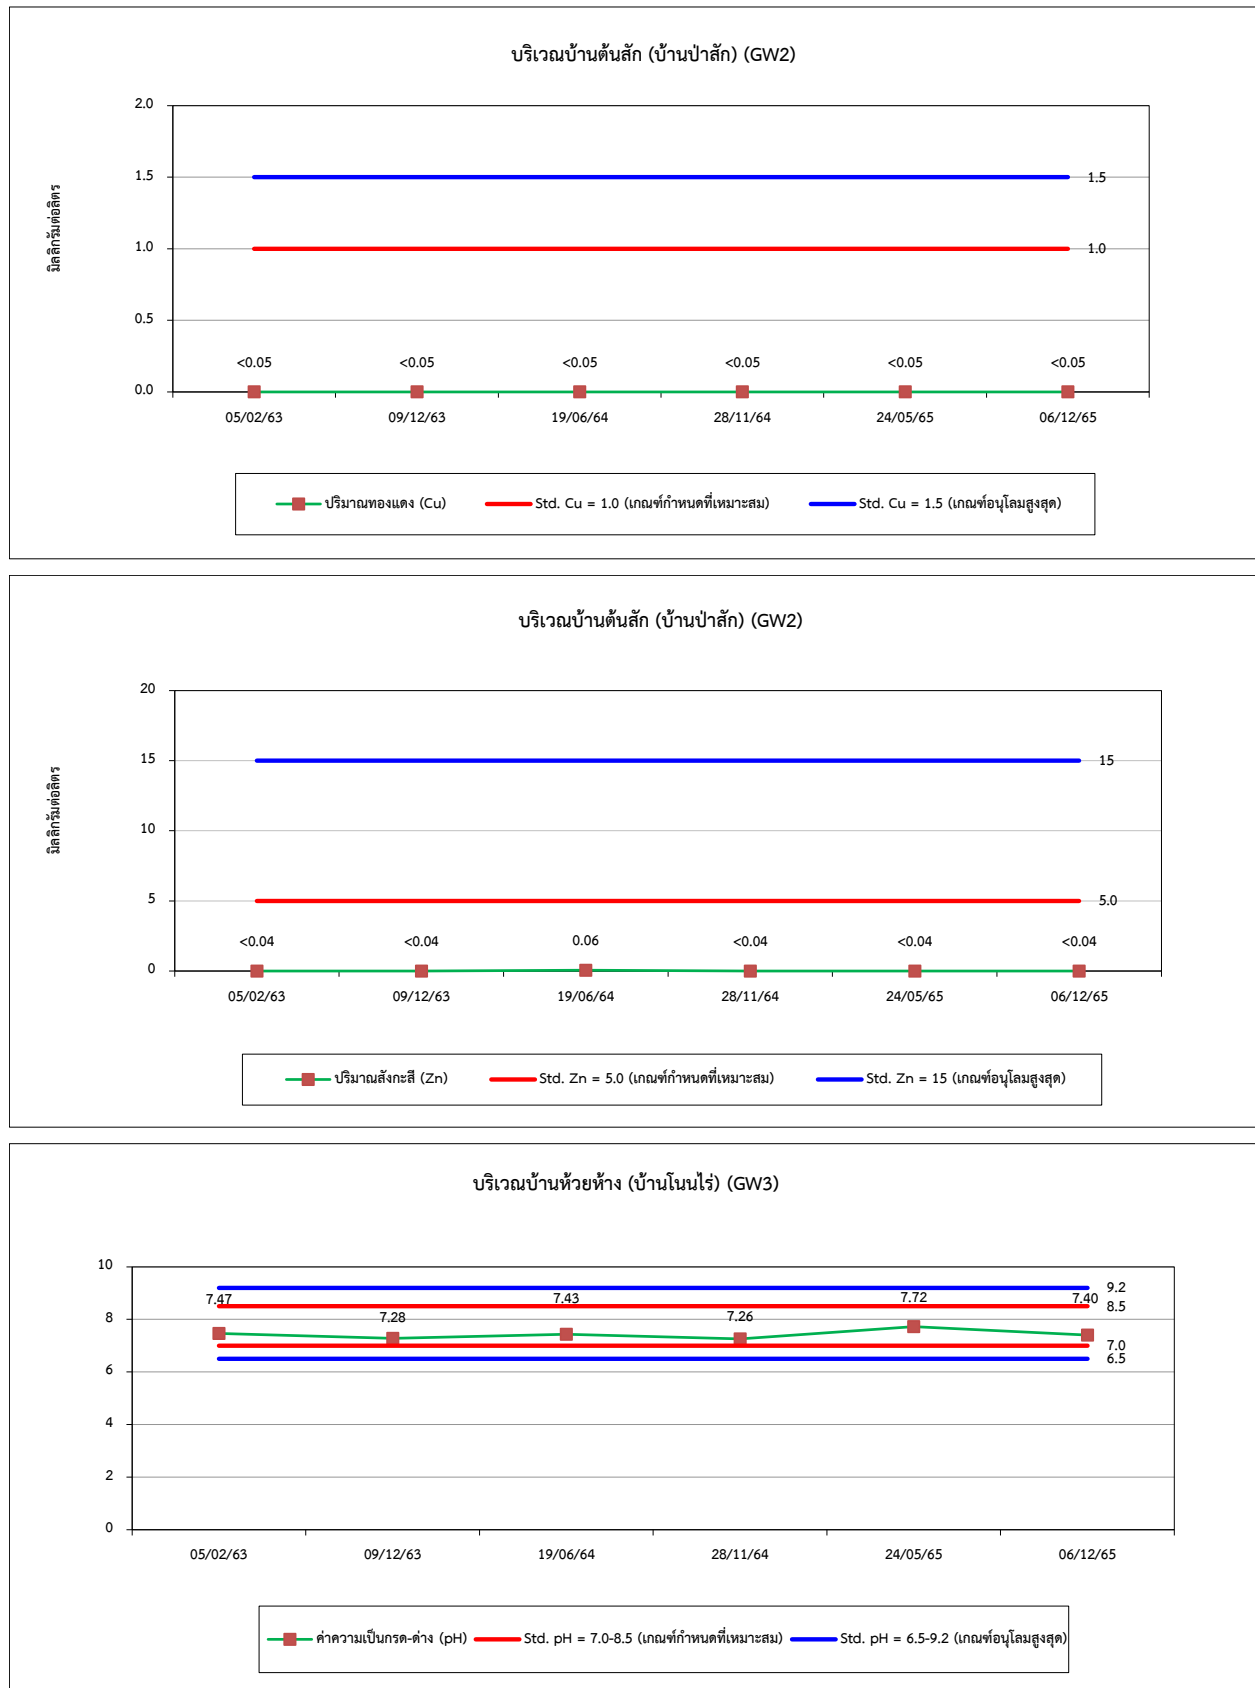 บริเวณบ้านต้นสัก (บ้านป่าสัก) (GW2)
มิลลิกรัมต่อลิตร
2.0
1.5
1.0
0.5
0.0
1.5
1.0
<0.05 <0.05 <0.05 <0.05 <0.05 <0.05
05/02/63 09/12/63 19/06/64 28/11/64 24/05/65 06/12/65
ปริมาณทองแดง (Cu) Std. Cu = 1.0 (เกณฑ์กำหนดที่เหมาะสม) Std. Cu = 1.5 (เกณฑ์อนุโลมสูงสุด)
บริเวณบ้านต้นสัก (บ้านป่าสัก) (GW2)
มิลลิกรัมต่อลิตร
20
15
10
5
0
15
5.0
<0.04 <0.04 0.06 <0.04 <0.04 <0.04
05/02/63 09/12/63 19/06/64 28/11/64 24/05/65 06/12/65
ปริมาณสังกะสี (Zn) Std. Zn = 5.0 (เกณฑ์กำหนดที่เหมาะสม) Std. Zn = 15 (เกณฑ์อนุโลมสูงสุด)
บริเวณบ้านห้วยห้าง (บ้านโนนไร่) (GW3)
10
8
6
4
2
0
9.2
8.5
7.0
6.5
7.47 7.28 7.43 7.26 7.72 7.40
05/02/63 09/12/63 19/06/64 28/11/64 24/05/65 06/12/65
ค่าความเป็นกรด-ด่าง (pH) Std. pH = 7.0-8.5 (เกณฑ์กำหนดที่เหมาะสม) Std. pH = 6.5-9.2 (เกณฑ์อนุโลมสูงสุด)